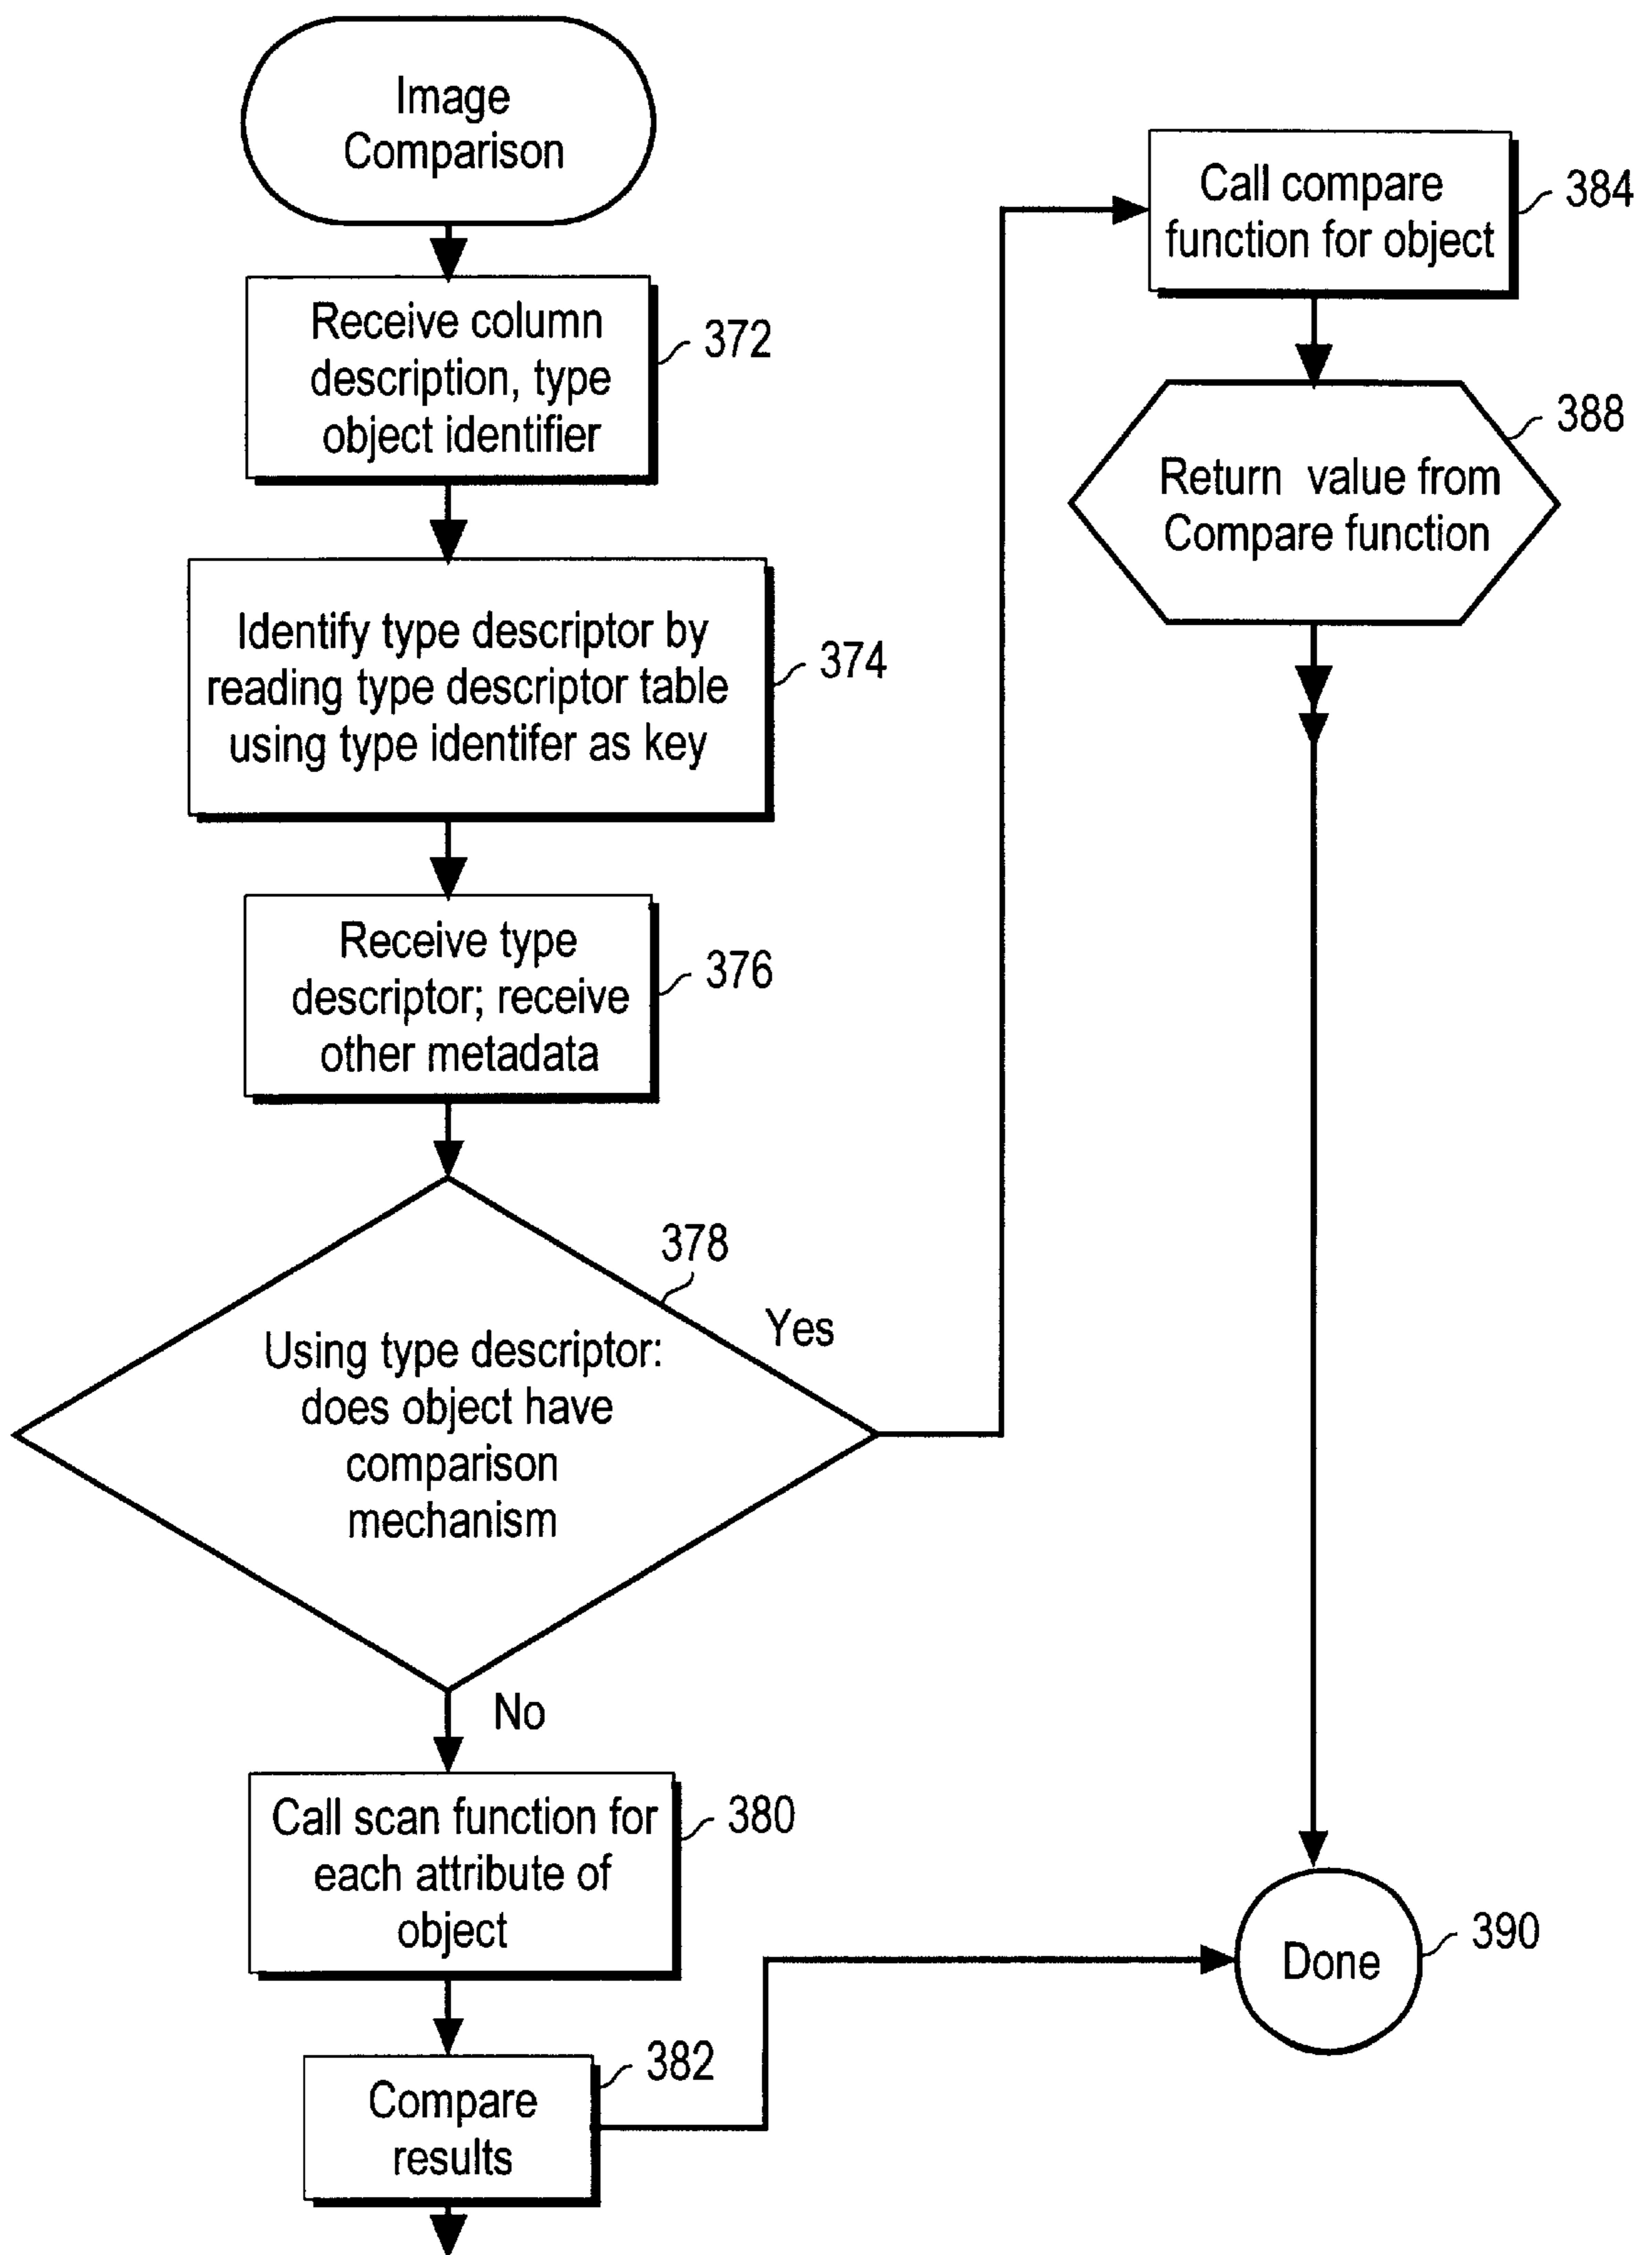 Image
Comparison
Receive column
description, type
object identifier
372
Identify type descriptor by
reading type descriptor table
using type identifer as key
374
Receive type
descriptor; receive
other metadata
376
378
Using type descriptor:
does object have
comparison
mechanism
Yes
No
Call scan function for
each attribute of
object
380
Compare
results
382
Call compare
function for object
384
Return value from
Compare function
388
Done
390